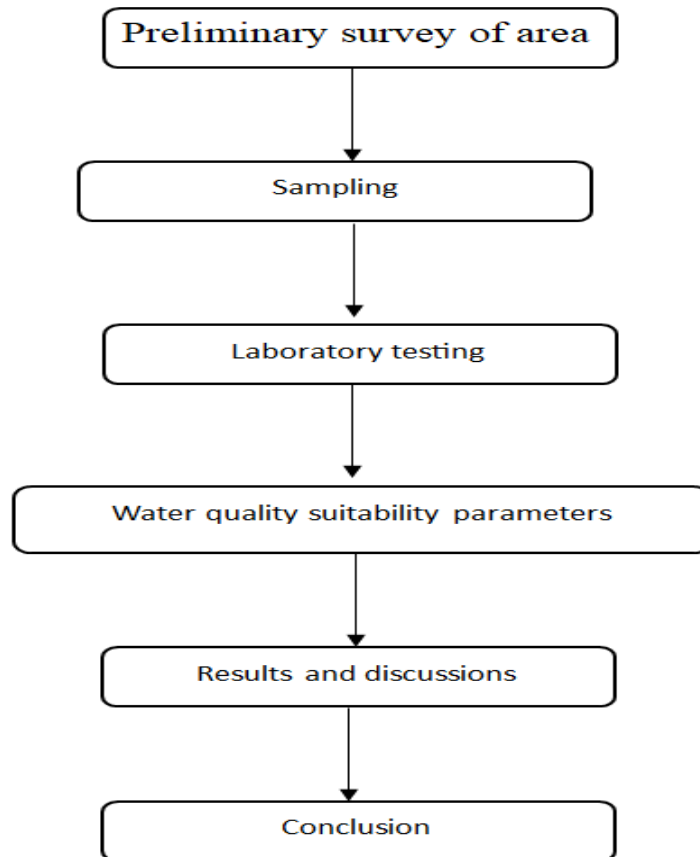 Preliminary survey of area
Sampling
Laboratory testing
Water quality suitability parameters
Results and discussions
Conclusion